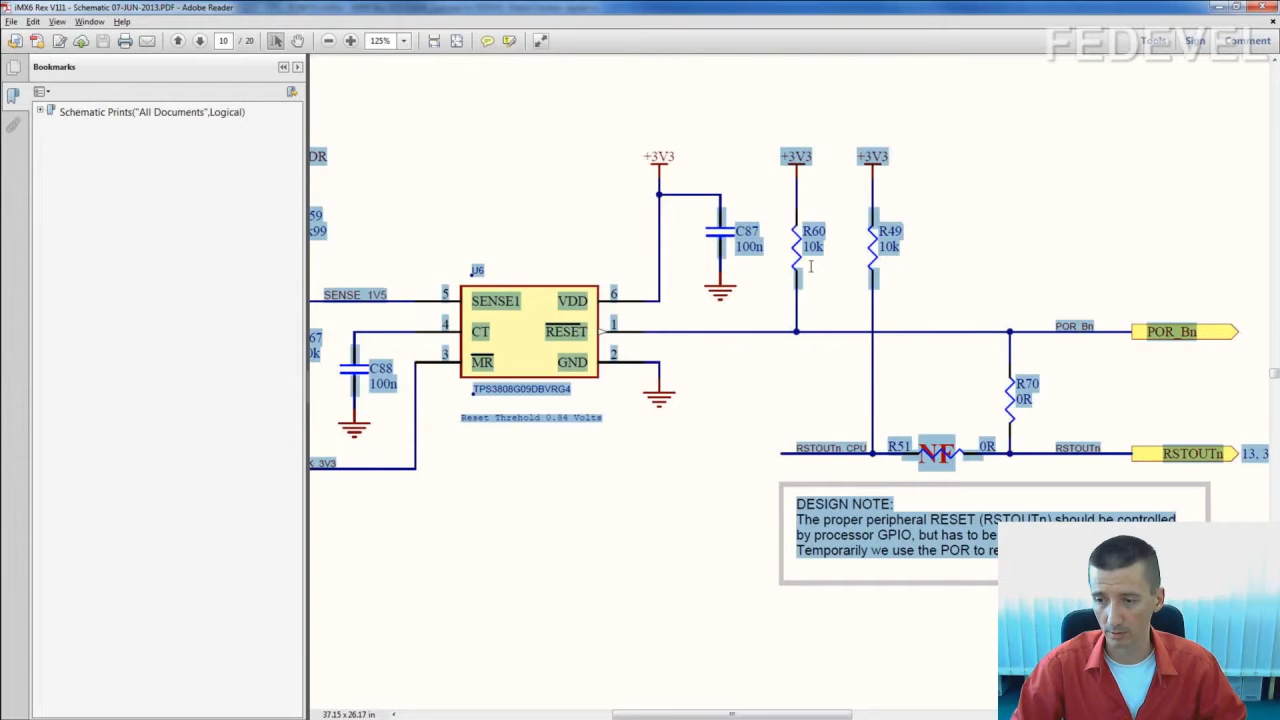 iMX6 Rex V1I1 - Schematic 07-JUN-2013.PDF - Adobe Reader
File Edit View Window Help
10 / 20 125% Tools Sign Comment
FEDEVEL
Bookmarks
Schematic Prints("All Documents",Logical)
DR
+3V3
+3V3
+3V3
59
k99
C87
100n
R60
10k
R49
10k
U6
SENSE_1V5
5 SENSE1 VDD 6
4 CT RESET 1
3 MR GND 2
67
0k
C88
100n
TPS3808G09DBVRG4
Reset Threhold 0.84 Volts
POR_Bn
POR_Bn
R70
0R
RSTOUTn_CPU
R51
NF
0R
RSTOUTn
RSTOUTn
13, 3
3V3
DESIGN NOTE:
The proper peripheral RESET (RSTOUTn) should be controlled
by processor GPIO, but has to be
Temporarily we use the POR to
37.15 x 26.17 in